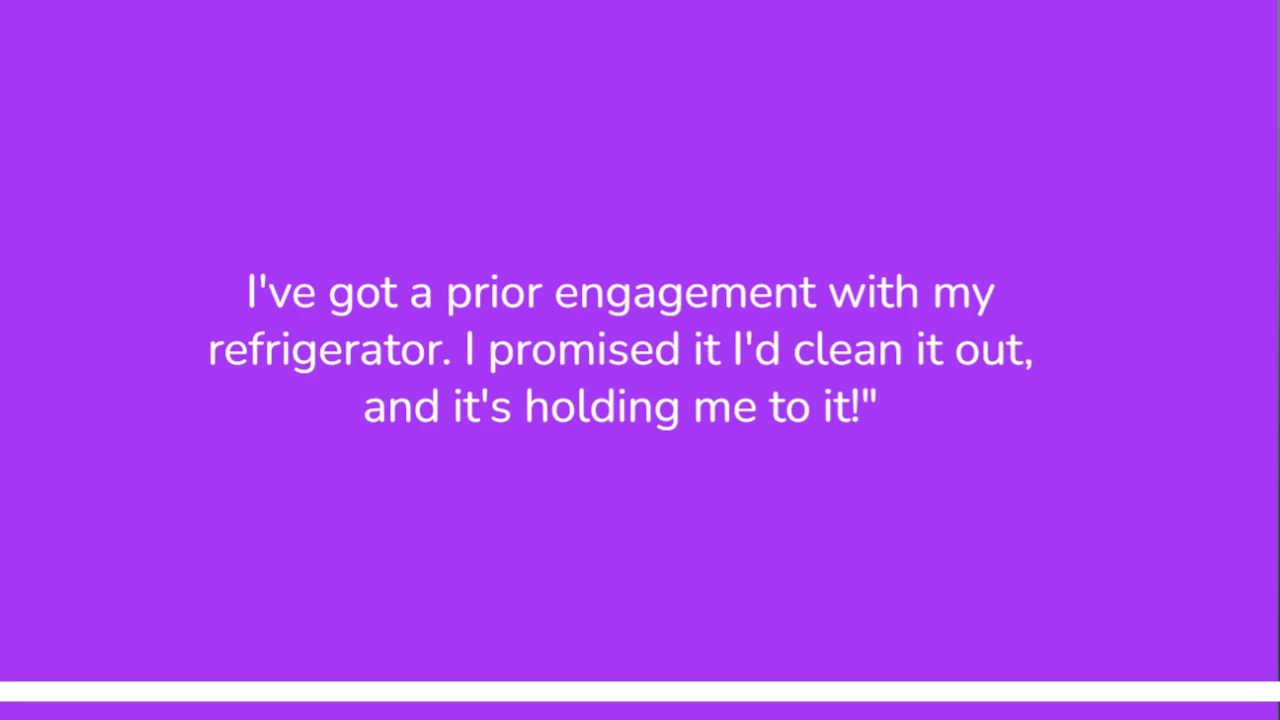 I've got a prior engagement with my
refrigerator. I promised it I'd clean it out,
and it's holding me to it!"